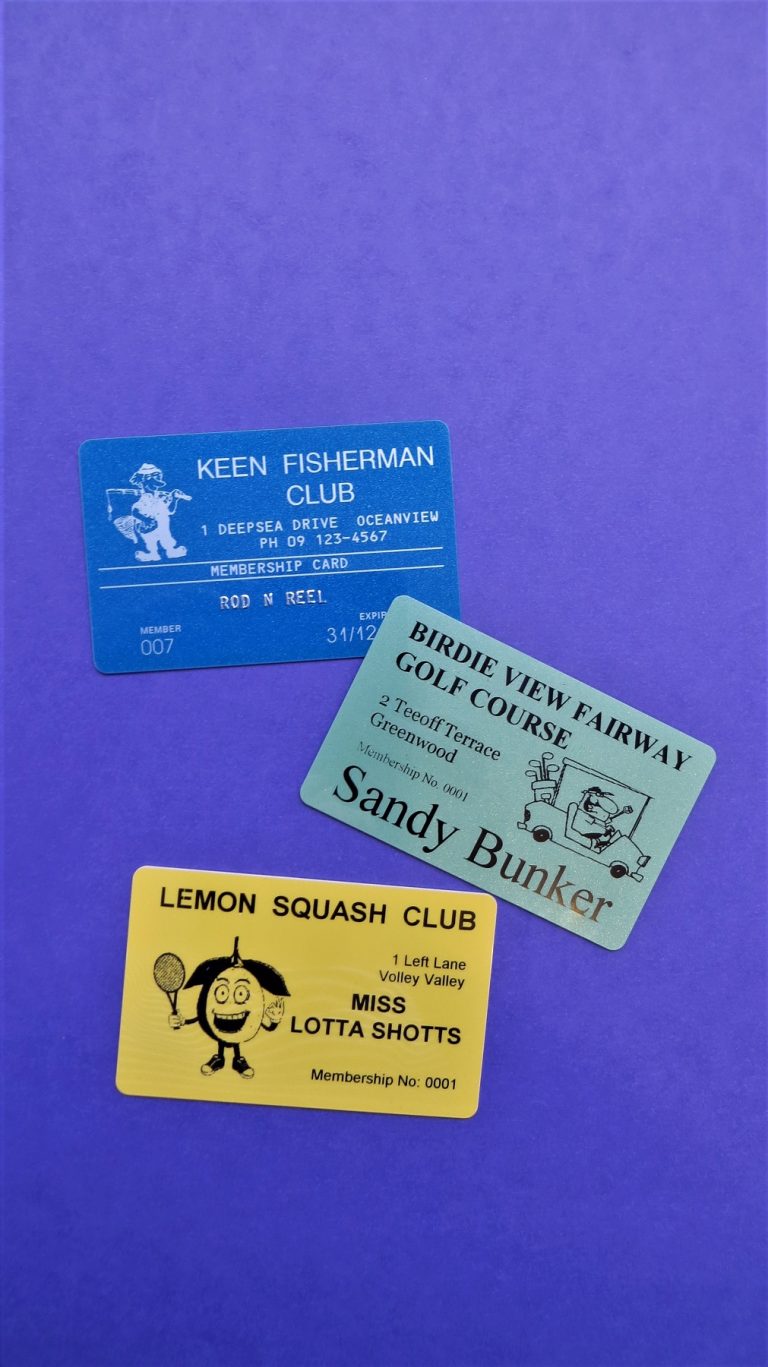 KEEN FISHERMAN
CLUB
1 DEEPSEA DRIVE OCEANVIEW
PH 09 123-4567
MEMBERSHIP CARD
ROD N REEL
MEMBER
007
31/12
BIRDIE VIEW FAIRWAY
GOLF COURSE
2 Teeoff Terrace
Greenwood
Membership No. 0001
Sandy Bunker
LEMON SQUASH CLUB
1 Left Lane
Volley Valley
MISS
LOTTA SHOTTS
Membership No: 0001